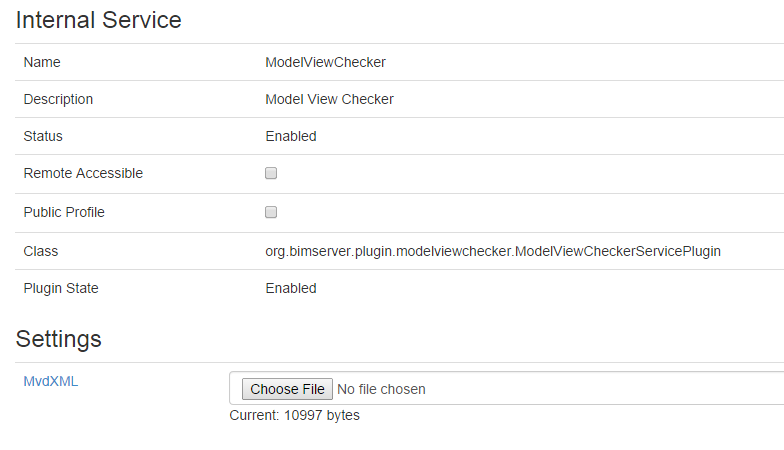 Internal Service
Name ModelViewChecker
Description Model View Checker
Status Enabled
Remote Accessible
Public Profile
Class org.bimserver.plugin.modelviewchecker.ModelViewCheckerServicePlugin
Plugin State Enabled
Settings
MvdXML Choose File No file chosen
Current: 10997 bytes